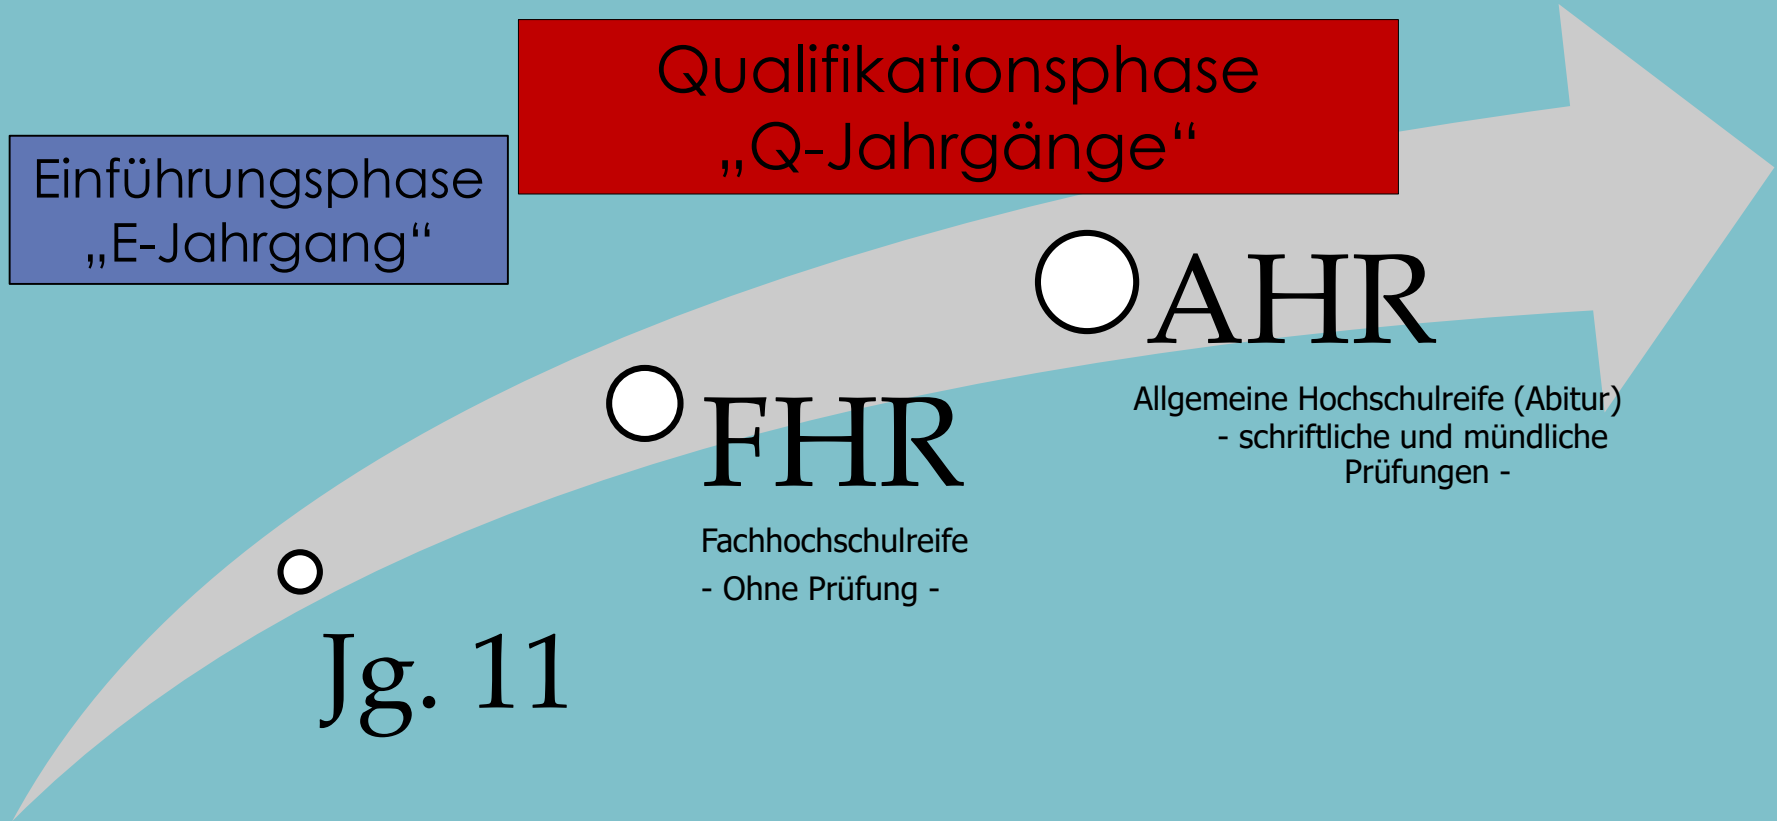 Qualifikationsphase
„Q-Jahrgänge“
Einführungsphase
„E-Jahrgang“
AHR
Allgemeine Hochschulreife (Abitur)
- schriftliche und mündliche
Prüfungen -
FHR
Fachhochschulreife
- Ohne Prüfung -
Jg. 11